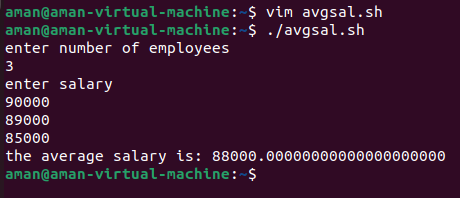 aman@aman-virtual-machine:~$ vim avgsal.sh
aman@aman-virtual-machine:~$ ./avgsal.sh
enter number of employees
3
enter salary
90000
89000
85000
the average salary is: 88000.00000000000000000000
aman@aman-virtual-machine:~$